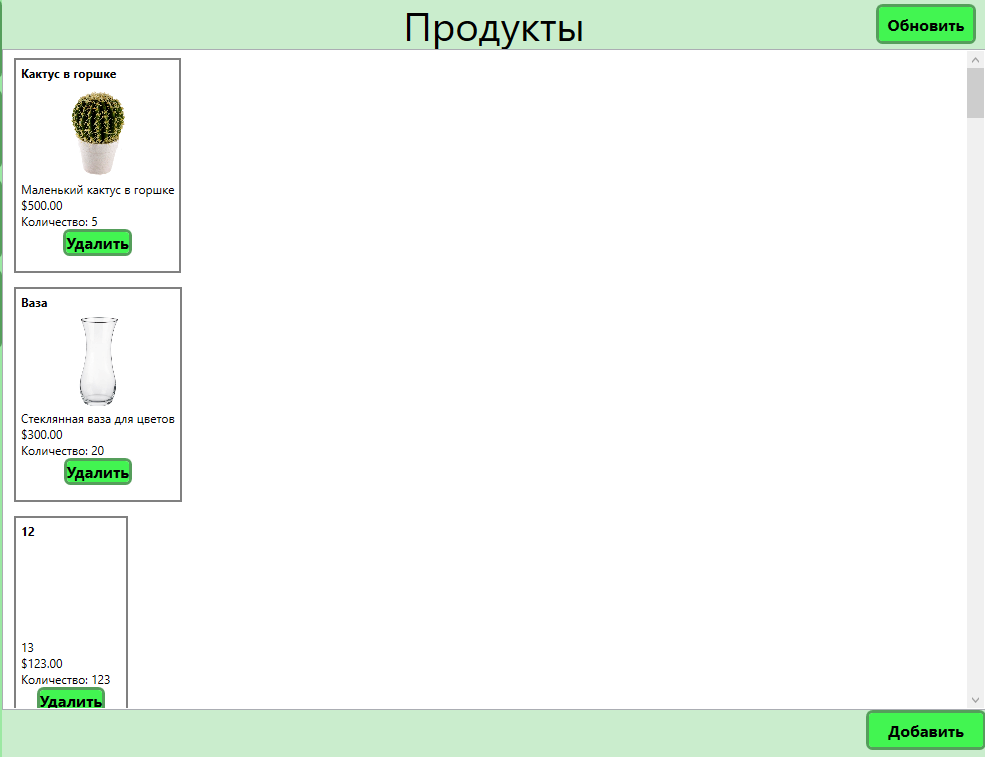 Продукты
Обновить
Кактус в горшке
Маленький кактус в горшке
$500.00
Количество: 5
Удалить
Ваза
Стеклянная ваза для цветов
$300.00
Количество: 20
Удалить
12
13
$123.00
Количество: 123
Удалить
Добавить